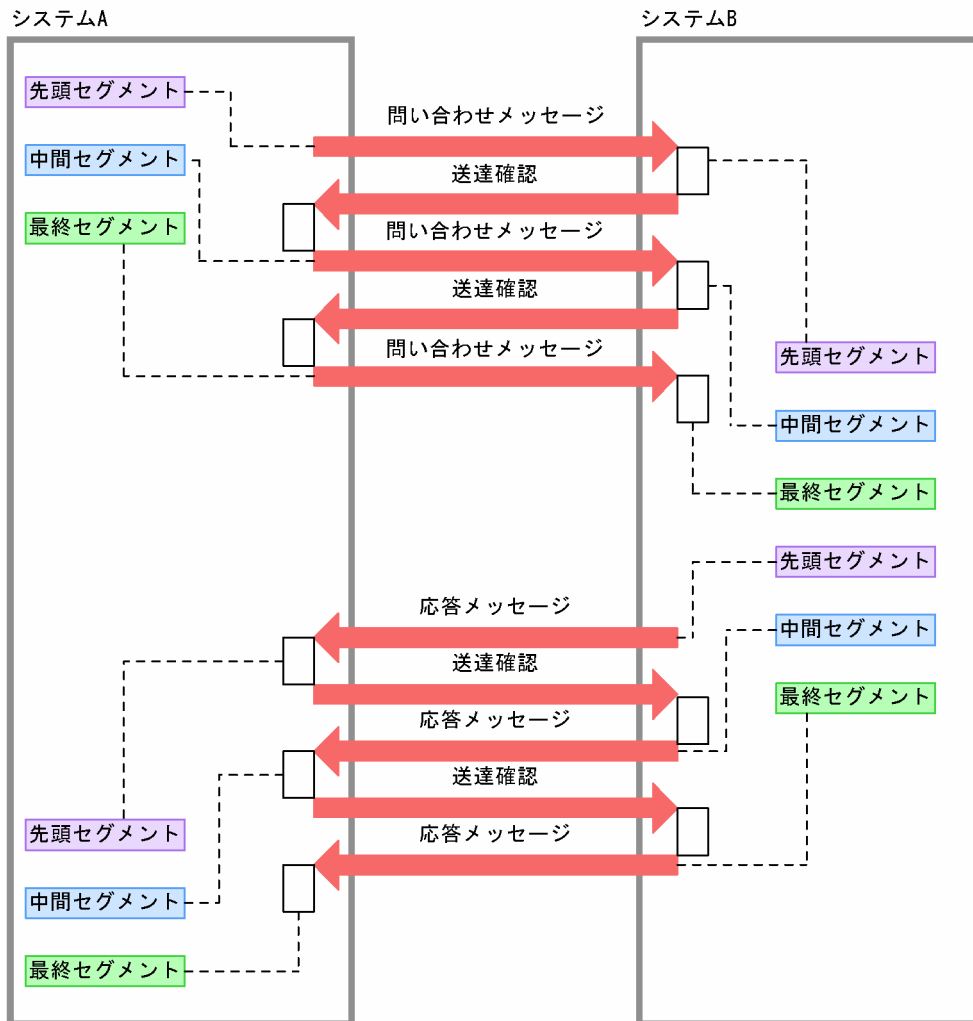 システムA
システムB
先頭セグメント
問い合わせメッセージ
中間セグメント
送達確認
最終セグメント
問い合わせメッセージ
送達確認
問い合わせメッセージ
先頭セグメント
中間セグメント
最終セグメント
先頭セグメント
応答メッセージ
中間セグメント
送達確認
最終セグメント
応答メッセージ
送達確認
先頭セグメント
応答メッセージ
中間セグメント
最終セグメント